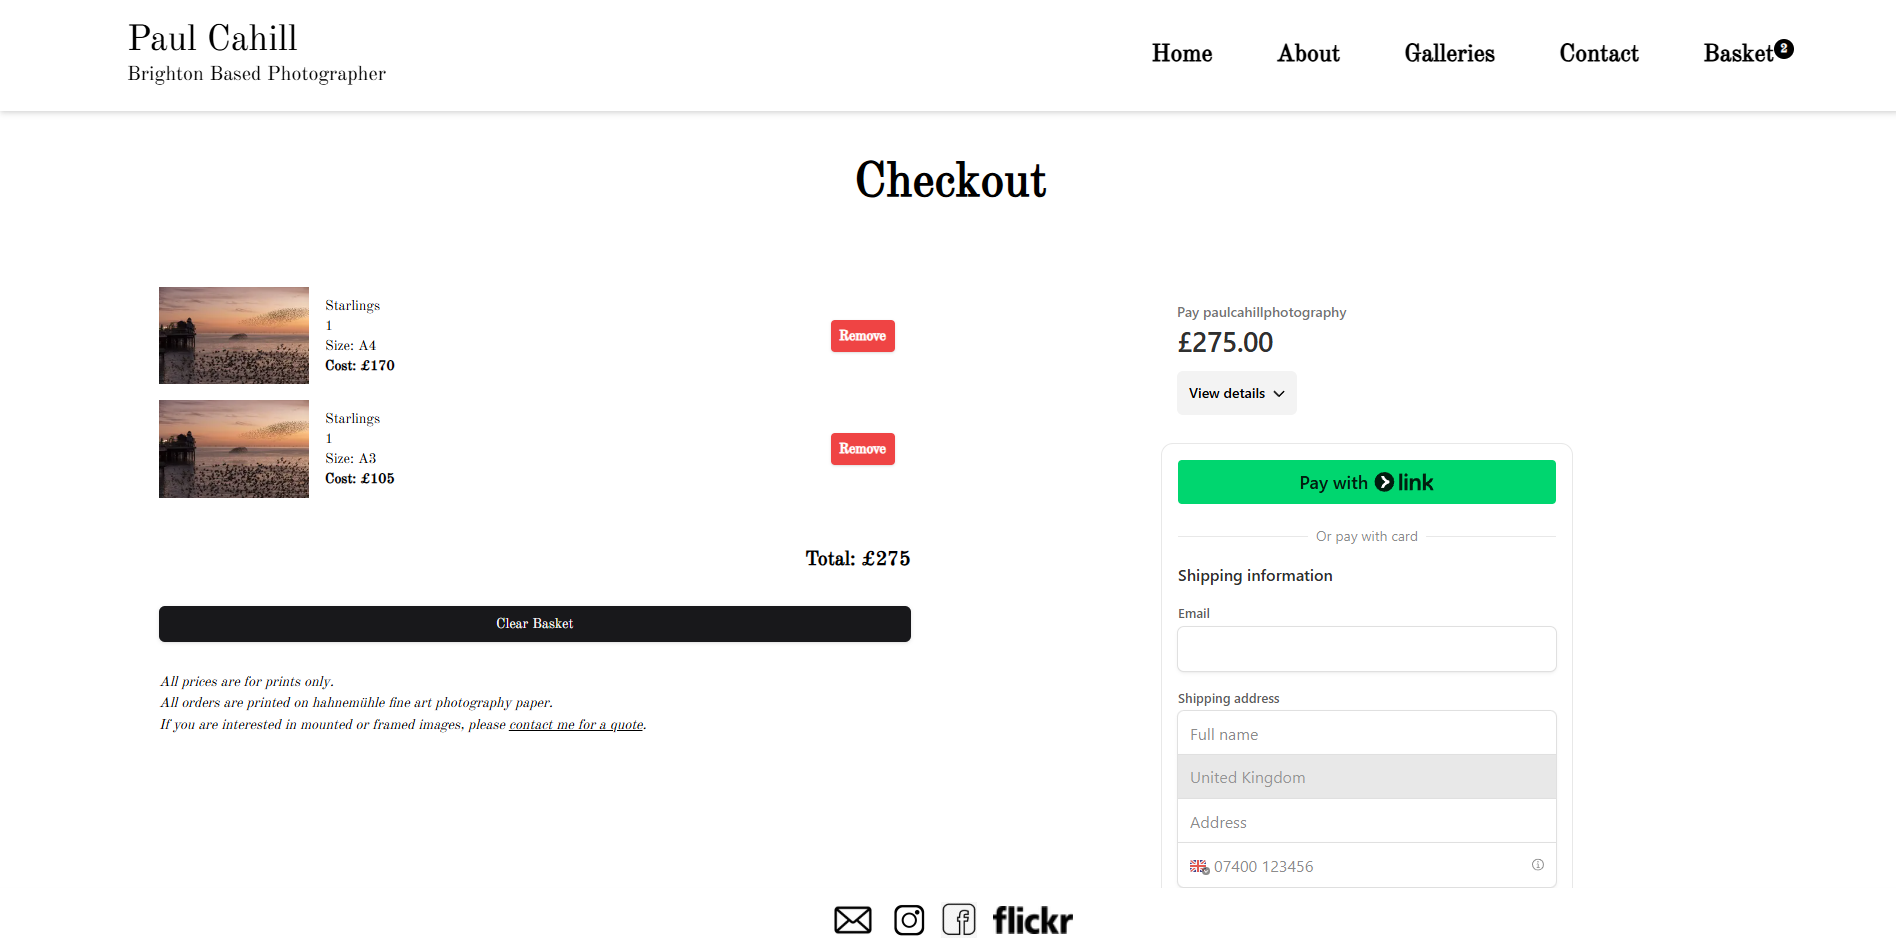 Paul Cahill
Brighton Based Photographer
Home
About
Galleries
Contact
Basket
2
Checkout
Starlings
1
Size: A4
Cost: £170
Remove
Starlings
1
Size: A3
Cost: £105
Remove
Total: £275
Clear Basket
All prices are for prints only.
All orders are printed on hahnemühle fine art photography paper.
If you are interested in mounted or framed images, please contact me for a quote.
Pay paulcahillphotography
£275.00
View details
Pay with link
Or pay with card
Shipping information
Email
Shipping address
Full name
United Kingdom
Address
07400 123456
flickr